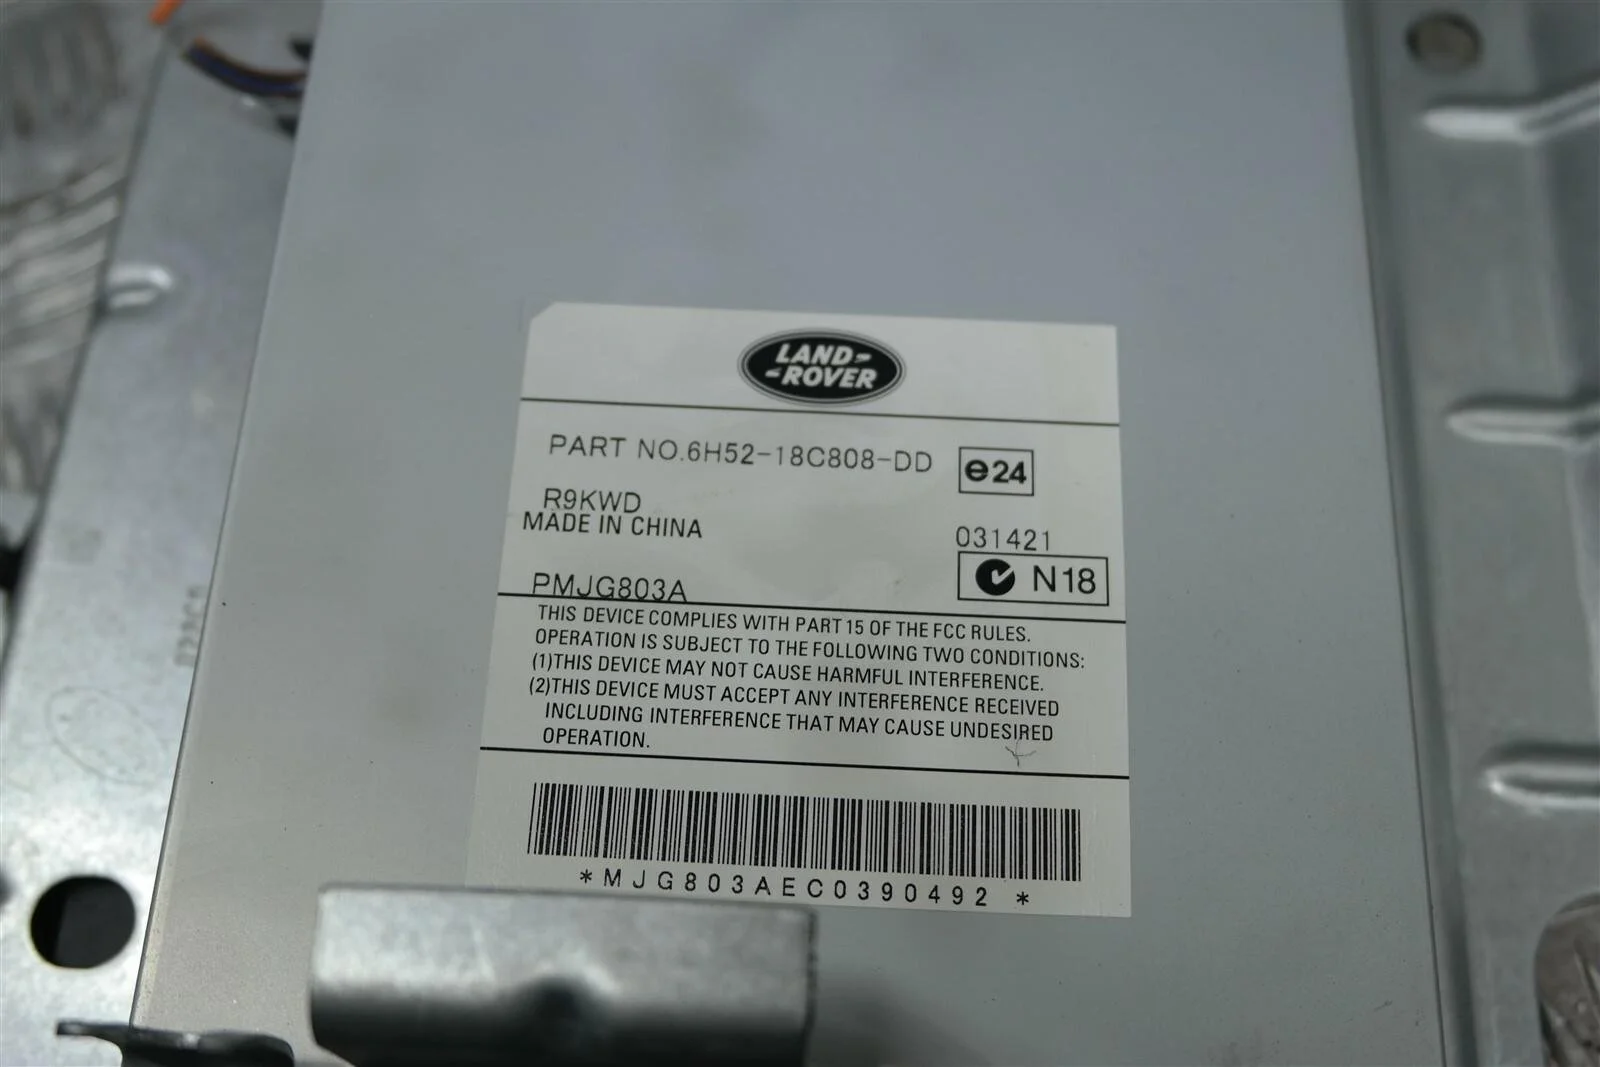 LAND-
-ROVER
PART NO.6H52-18C808-DD
e24
R9KWD
MADE IN CHINA
031421
N18
PMJG803A
THIS DEVICE COMPLIES WITH PART 15 OF THE FCC RULES.
OPERATION IS SUBJECT TO THE FOLLOWING TWO CONDITIONS:
(1)THIS DEVICE MAY NOT CAUSE HARMFUL INTERFERENCE.
(2)THIS DEVICE MUST ACCEPT ANY INTERFERENCE RECEIVED
INCLUDING INTERFERENCE THAT MAY CAUSE UNDESIRED
OPERATION.
*MJG803AEC0390492 *